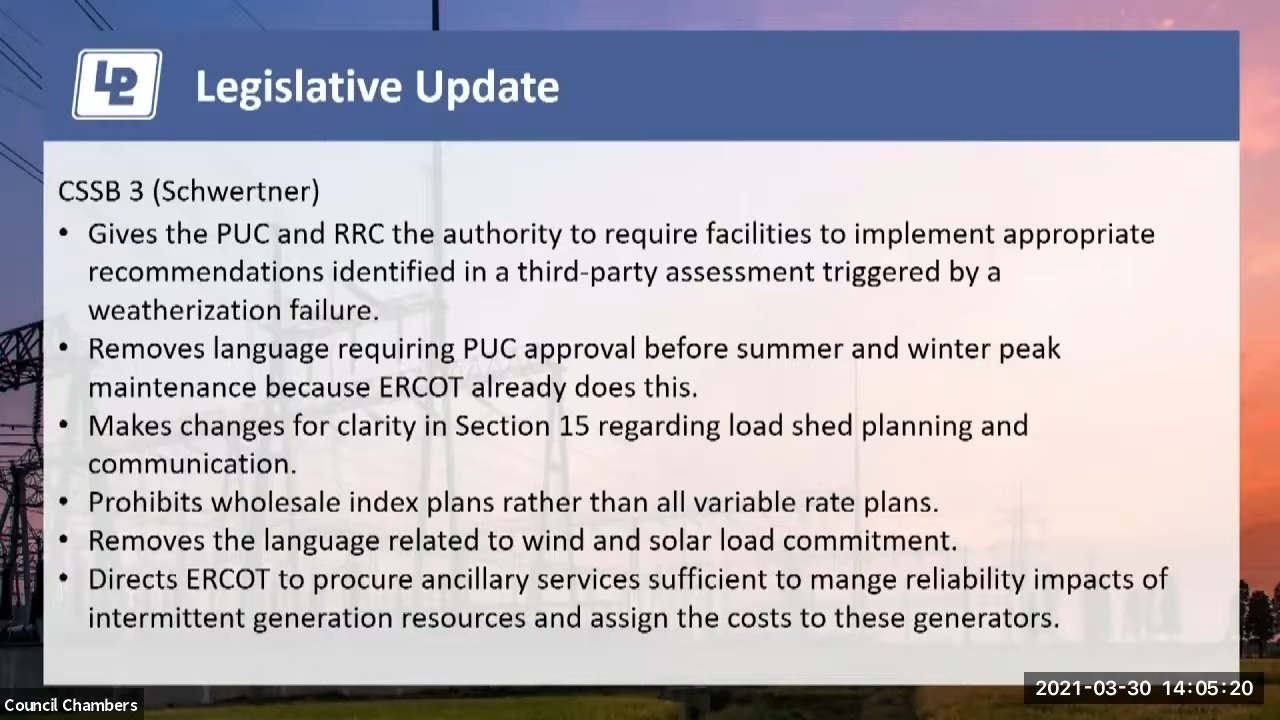 LP
Legislative Update
CSSB 3 (Schwertner)
• Gives the PUC and RRC the authority to require facilities to implement appropriate
recommendations identified in a third-party assessment triggered by a
weatherization failure.
• Removes language requiring PUC approval before summer and winter peak
maintenance because ERCOT already does this.
• Makes changes for clarity in Section 15 regarding load shed planning and
communication.
• Prohibits wholesale index plans rather than all variable rate plans.
• Removes the language related to wind and solar load commitment.
• Directs ERCOT to procure ancillary services sufficient to mange reliability impacts of
intermittent generation resources and assign the costs to these generators.
2021-03-30 14:05:20
Council Chambers